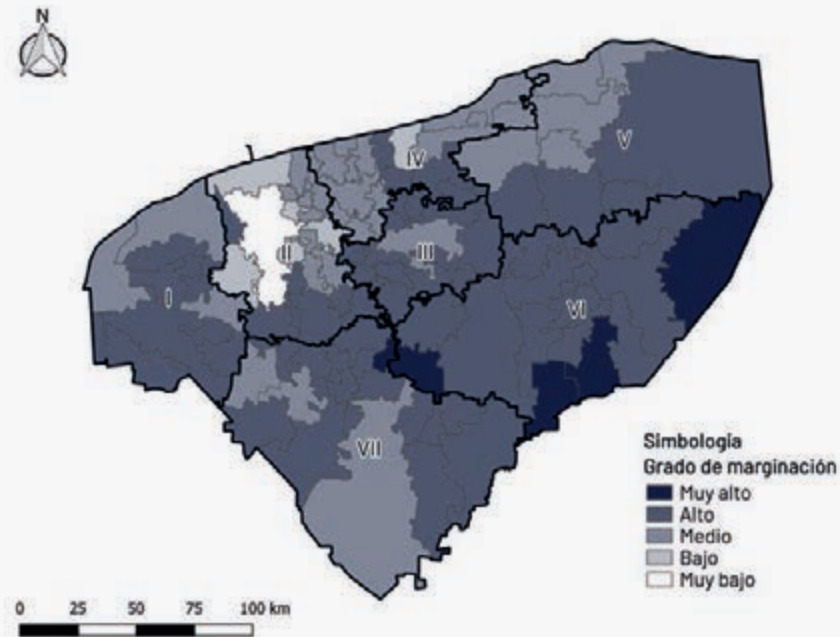 N
IV
V
II
III
I
VI
VII
Simbología
Grado de marginación
Muy alto
Alto
Medio
Bajo
Muy bajo
0 25 50 75 100 km